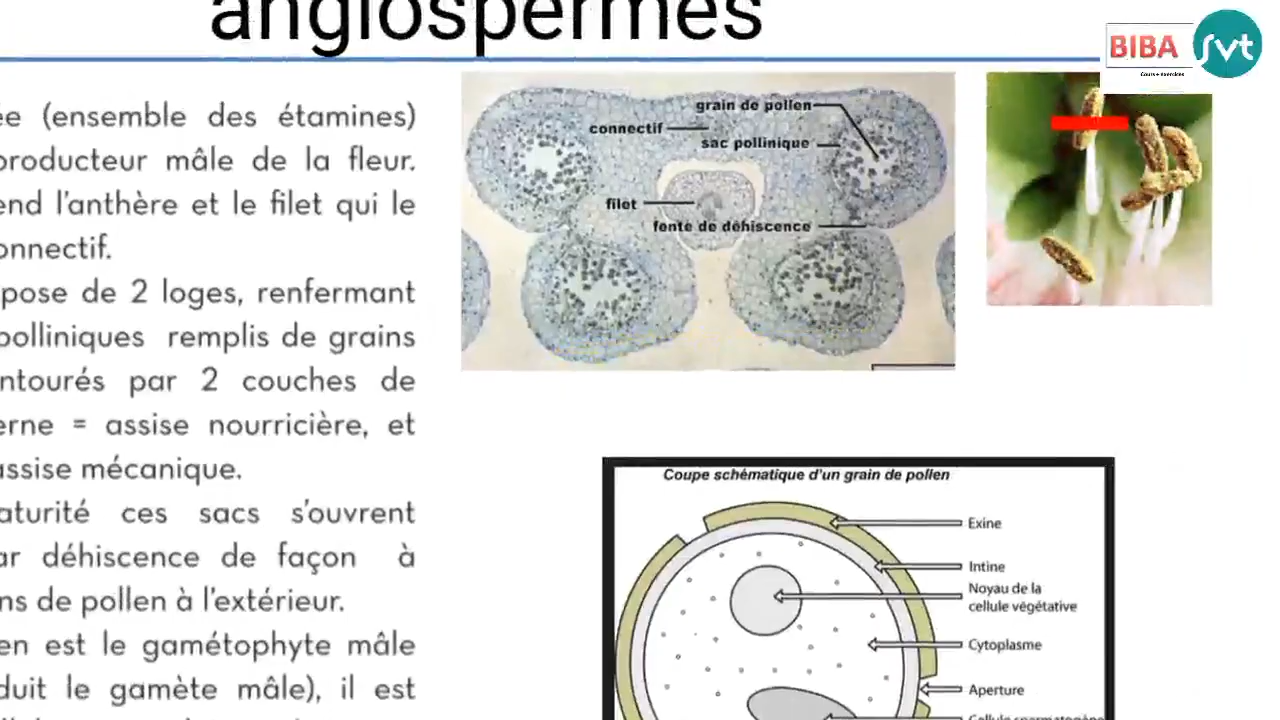 angiospermes
BIBA
svt
Cours + exercices
ée (ensemble des étamines)
producteur mâle de la fleur.
end l'anthère et le filet qui le
onnectif.
pose de 2 loges, renfermant
polliniques remplis de grains
ntourés par 2 couches de
erne = assise nourricière, et
assise mécanique.
aturité ces sacs s'ouvrent
ar déhiscence de façon à
ns de pollen à l'extérieur.
en est le gamétophyte mâle
duit le gamète mâle), il est
grain de pollen
connectif
sac pollinique
filet
fente de déhiscence
Coupe schématique d'un grain de pollen
Exine
Intine
Noyau de la
cellule végétative
Cytoplasme
Aperture
Cellule spermatogène